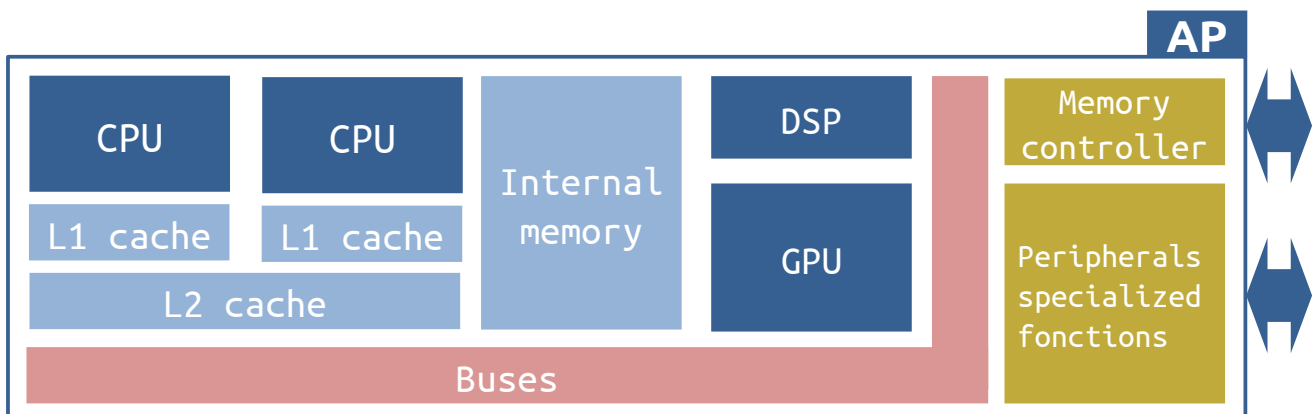 AP
CPU
CPU
L1 cache
L1 cache
L2 cache
Internal
memory
DSP
GPU
Memory
controller
Peripherals
specialized
fonctions
Buses